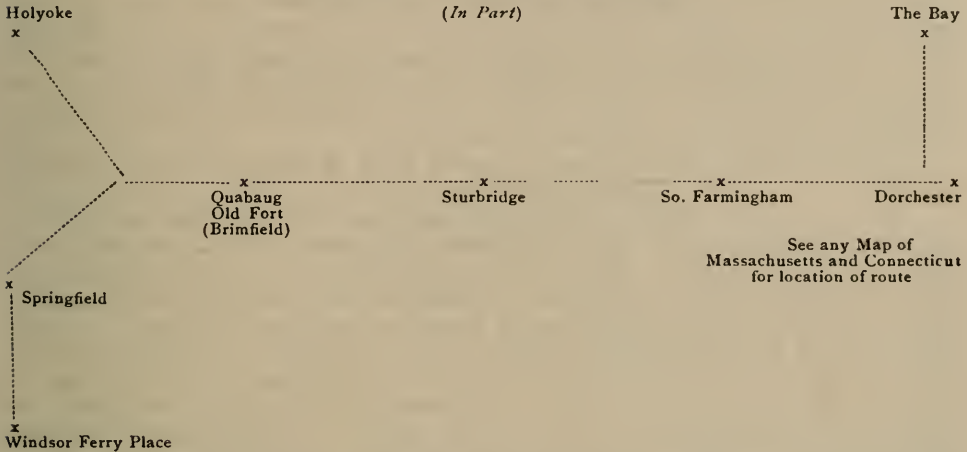 Holyoke
(In Part)
The Bay
x
x
x
x
x
x
Quabaug
Old Fort
(Brimfield)
Sturbridge
So. Farmingham
Dorchester
See any Map of
Massachusetts and Connecticut
for location of route
x
Springfield
x
Windsor Ferry Place